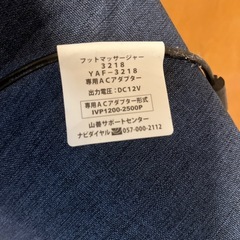 フットマッサージャー
3218
YAF-3218
専用ACアダプター
出力電圧：DC12V
専用ACアダプター形式
IVP1200-2500P
山善サポートセンター
ナビダイヤル 057-000-2112